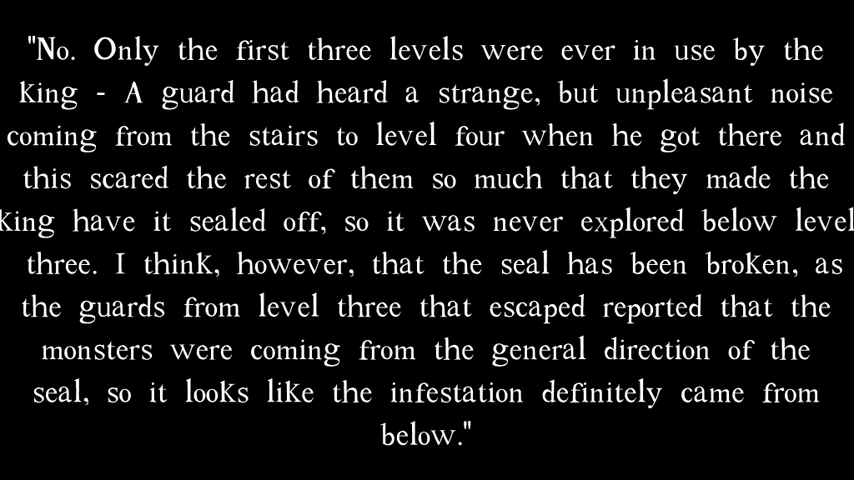 "No. Only the first three levels were ever in use by the
King - A guard had heard a strange, but unpleasant noise
coming from the stairs to level four when he got there and
this scared the rest of them so much that they made the
King have it sealed off, so it was never explored below level
three. I think, however, that the seal has been broken, as
the guards from level three that escaped reported that the
monsters were coming from the general direction of the
seal, so it looks like the infestation definitely came from
below."